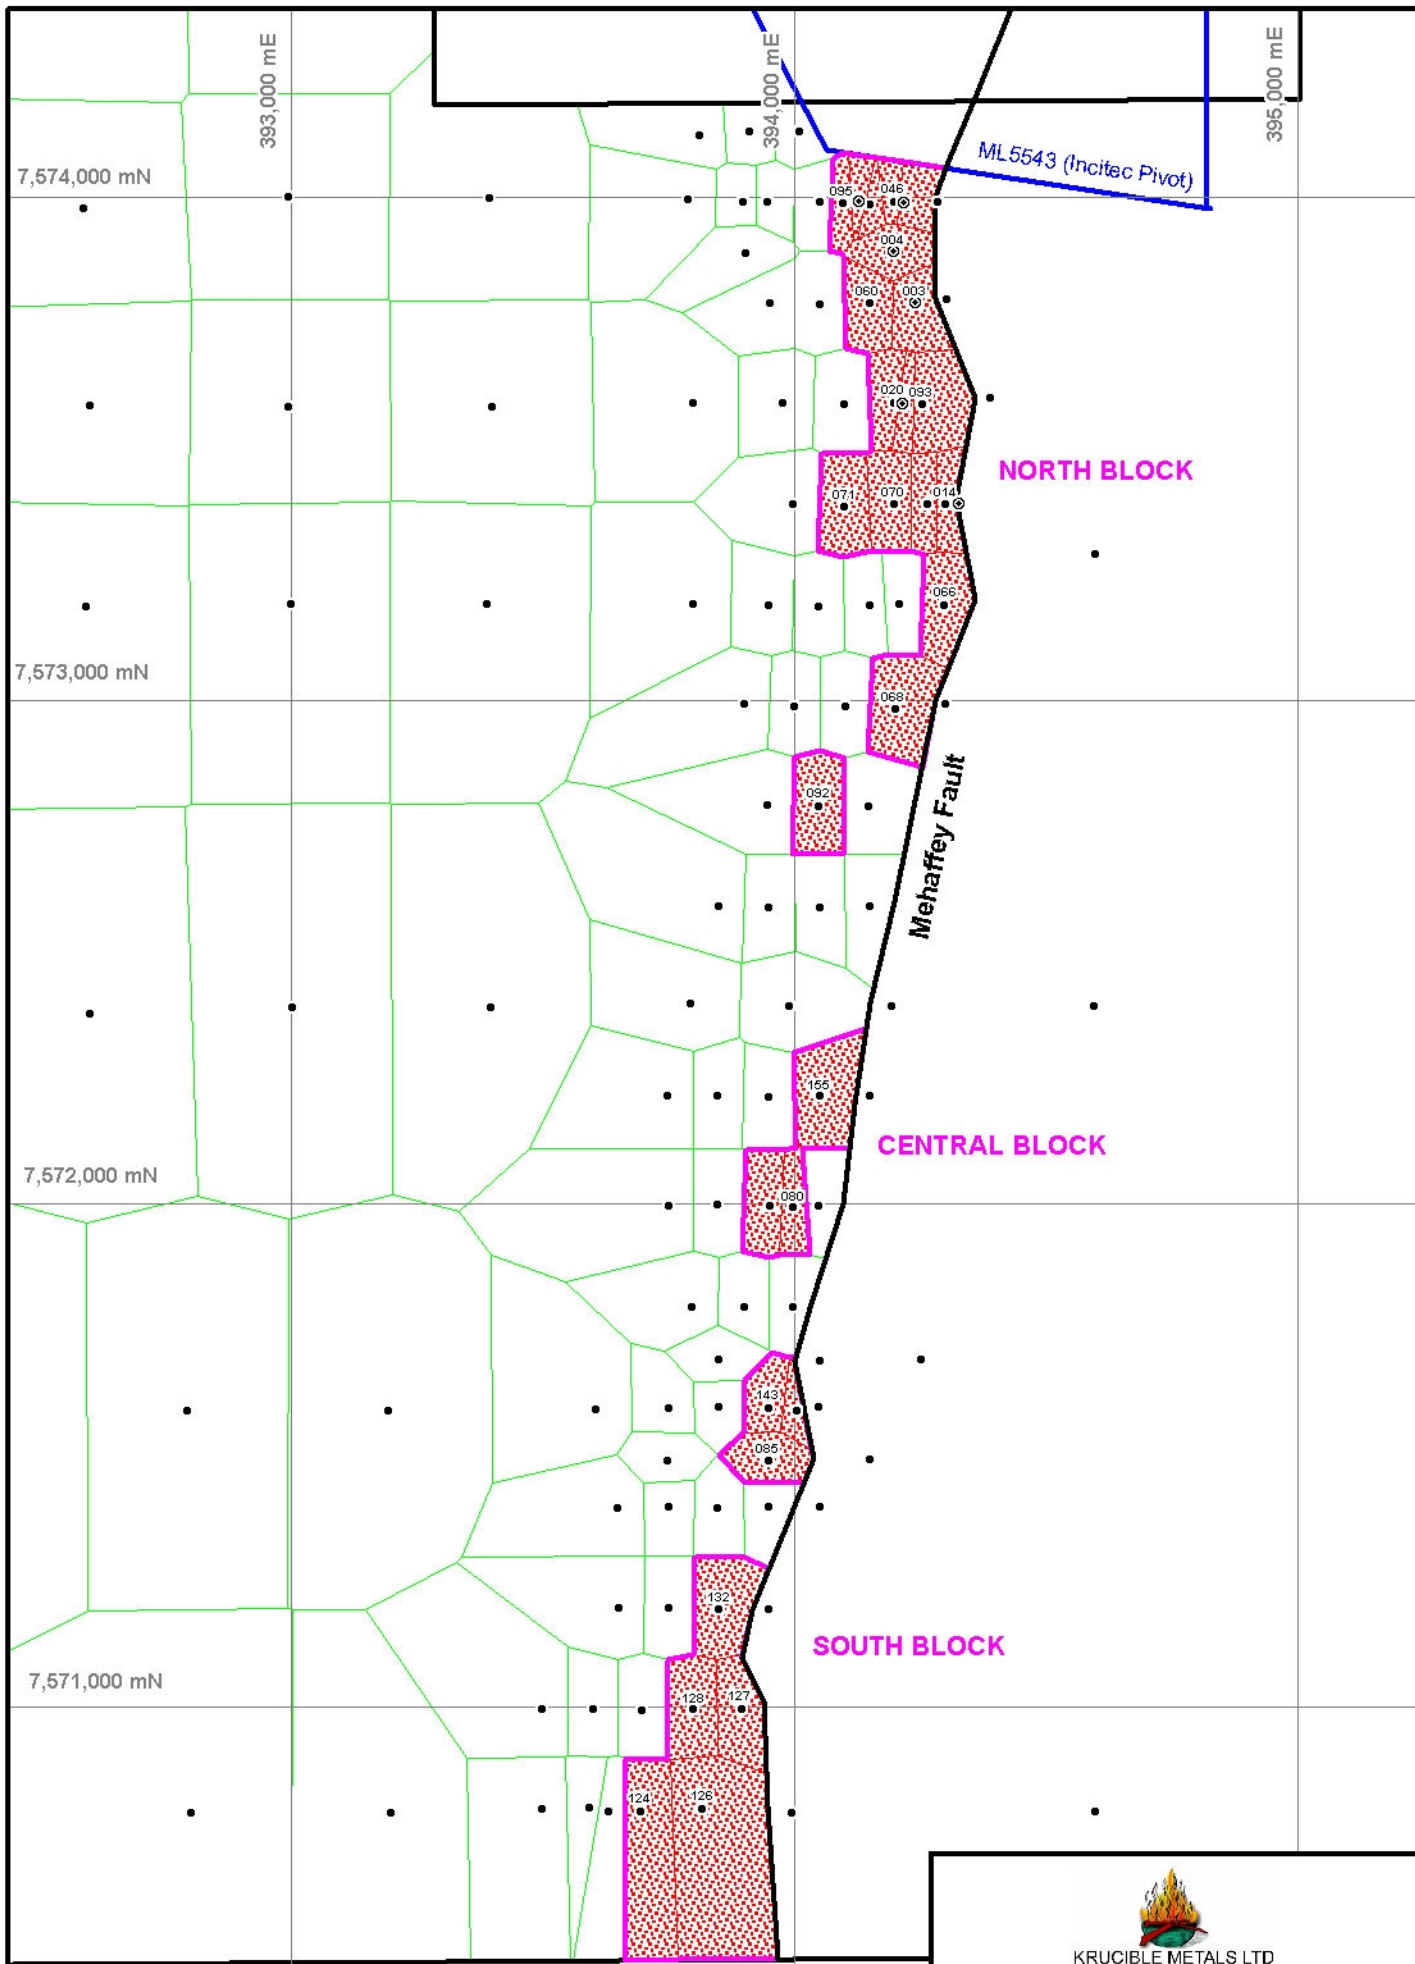 393,000 mE
394,000 mE
395,000 mE
ML5543 (Incitec Pivot)
7,574,000 mN
095
046
004
060
003
020
093
NORTH BLOCK
071
070
014
066
7,573,000 mN
068
092
Mehaffey Fault
155
CENTRAL BLOCK
7,572,000 mN
080
143
085
132
SOUTH BLOCK
7,571,000 mN
128
127
124
126
KRUCIBLE METALS LTD